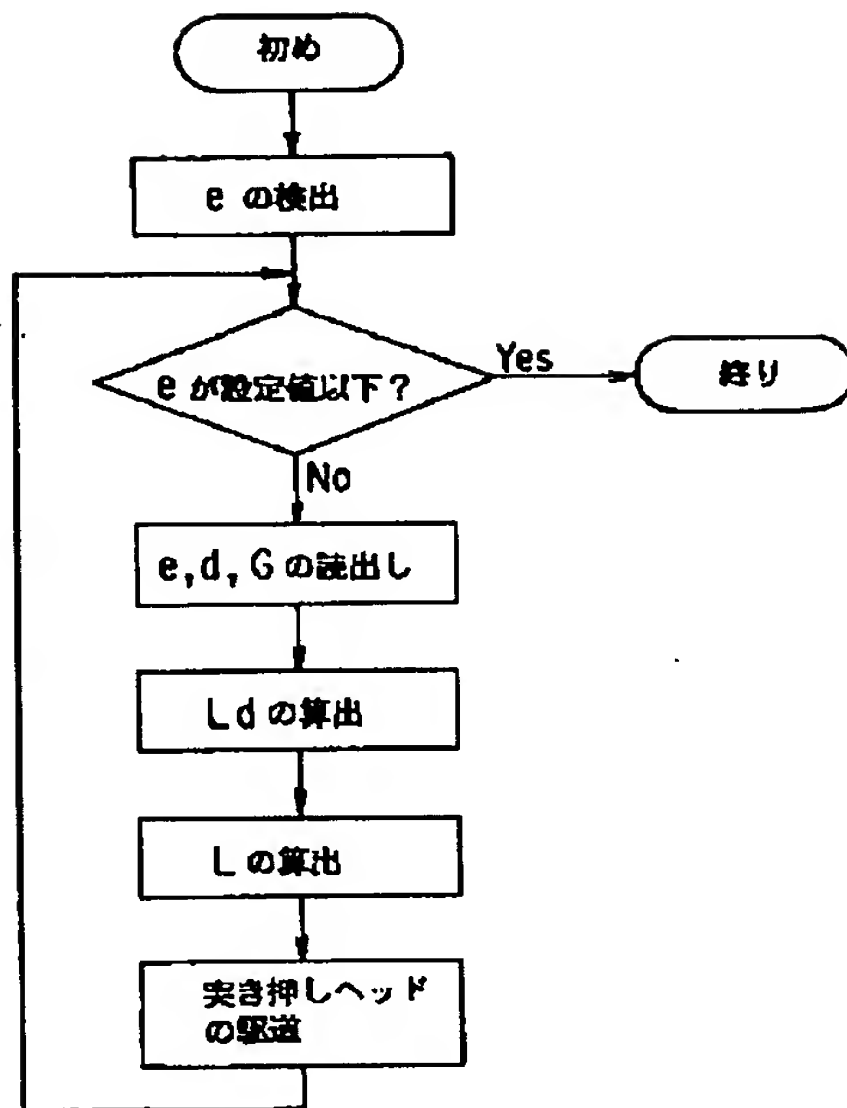 初め
e の検出
e が設定値以下？
Yes
終り
No
e,d,G の読出し
Ld の算出
L の算出
突き押しヘッド
の駆道